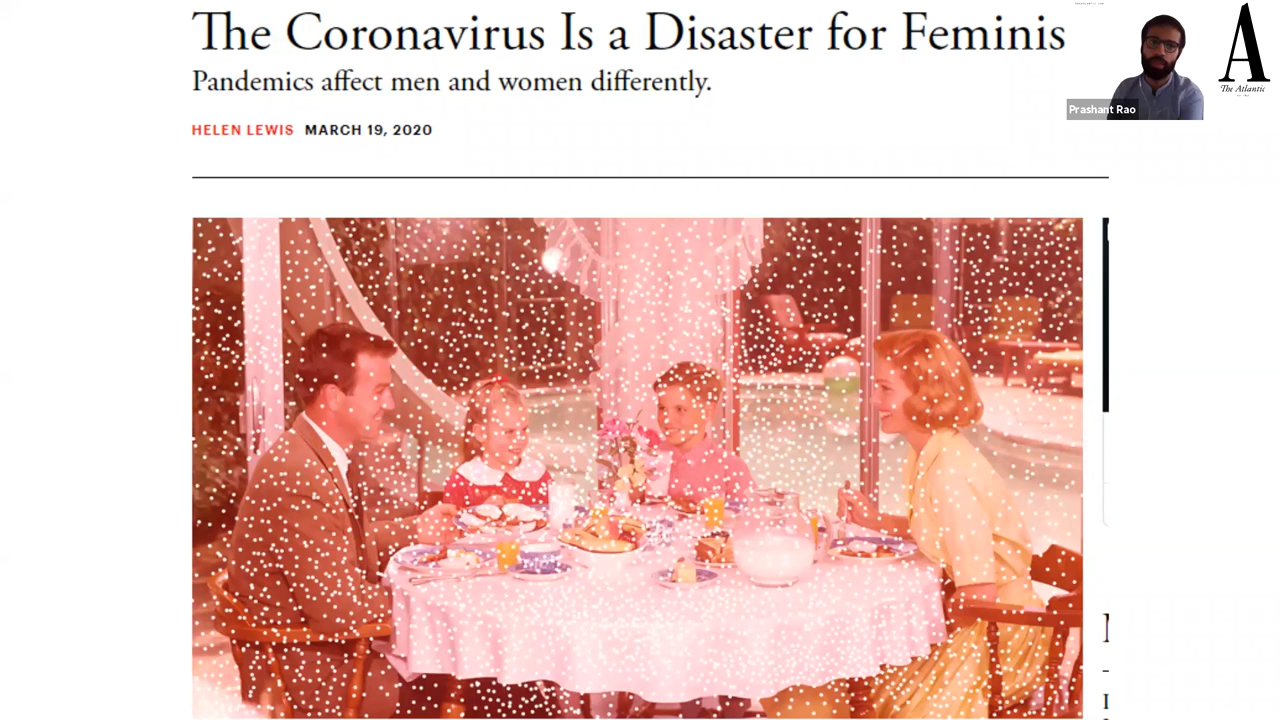 The Coronavirus Is a Disaster for Feminis
Pandemics affect men and women differently.
HELEN LEWIS MARCH 19, 2020
Prashant Rao
A
The Atlantic